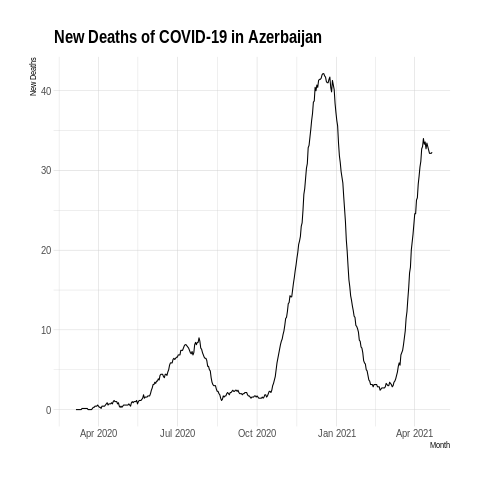 New Deaths of COVID-19 in Azerbaijan
New Deaths
40
30
20
10
0
Apr 2020
Jul 2020
Oct 2020
Jan 2021
Apr 2021
Month